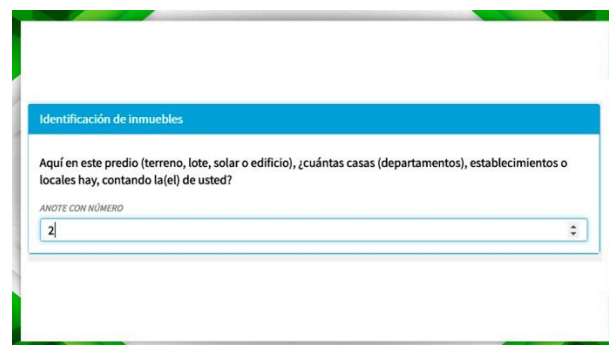 Identificación de inmuebles
Aquí en este predio (terreno, lote, solar o edificio), ¿cuántas casas (departamentos), establecimientos o
locales hay, contando la(el) de usted?
ANOTE CON NÚMERO
2